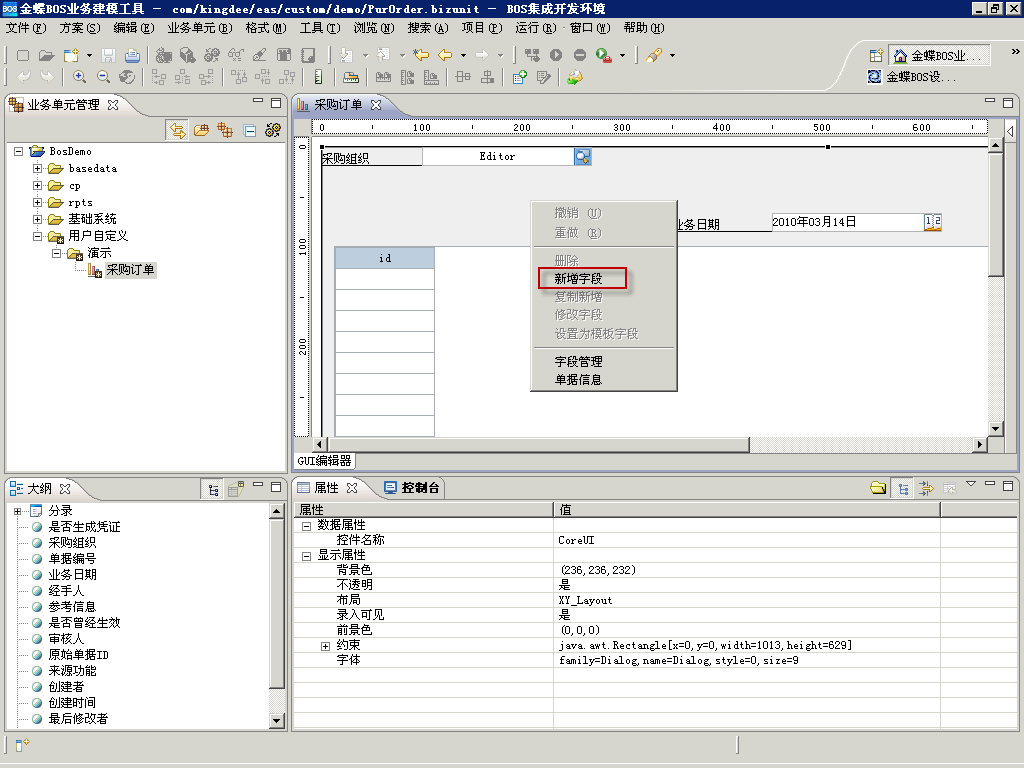 金蝶BOS业务建模工具 － com/kingdee/eas/custom/demo/PurOrder.bizunit － BOS集成开发环境
文件(F) 方案(S) 编辑(E) 业务单元(B) 格式(M) 工具(T) 浏览(N) 搜索(A) 项目(P) 运行(R) 窗口(W) 帮助(H)
金蝶BOS业...
金蝶BOS设...
业务单元管理
BosDemo
basedata
cp
rpts
基础系统
用户自定义
演示
采购订单
采购订单
0 100 200 300 400 500 600
0
100
200
采购组织 Editor
业务日期 2010年03月14日
id
撤销 (U)
重做 (R)
删除
新增字段
复制新增
修改字段
设置为模板字段
字段管理
单据信息
GUI编辑器
大纲
分录
是否生成凭证
采购组织
单据编号
业务日期
经手人
参考信息
是否曾经生效
审核人
原始单据ID
来源功能
创建者
创建时间
最后修改者
属性 控制台
属性 值
数据属性
控件名称 CoreUI
显示属性
背景色 (236,236,232)
不透明 是
布局 XY_Layout
录入可见 是
前景色 (0,0,0)
约束 java.awt.Rectangle[x=0,y=0,width=1013,height=629]
字体 family=Dialog,name=Dialog,style=0,size=9